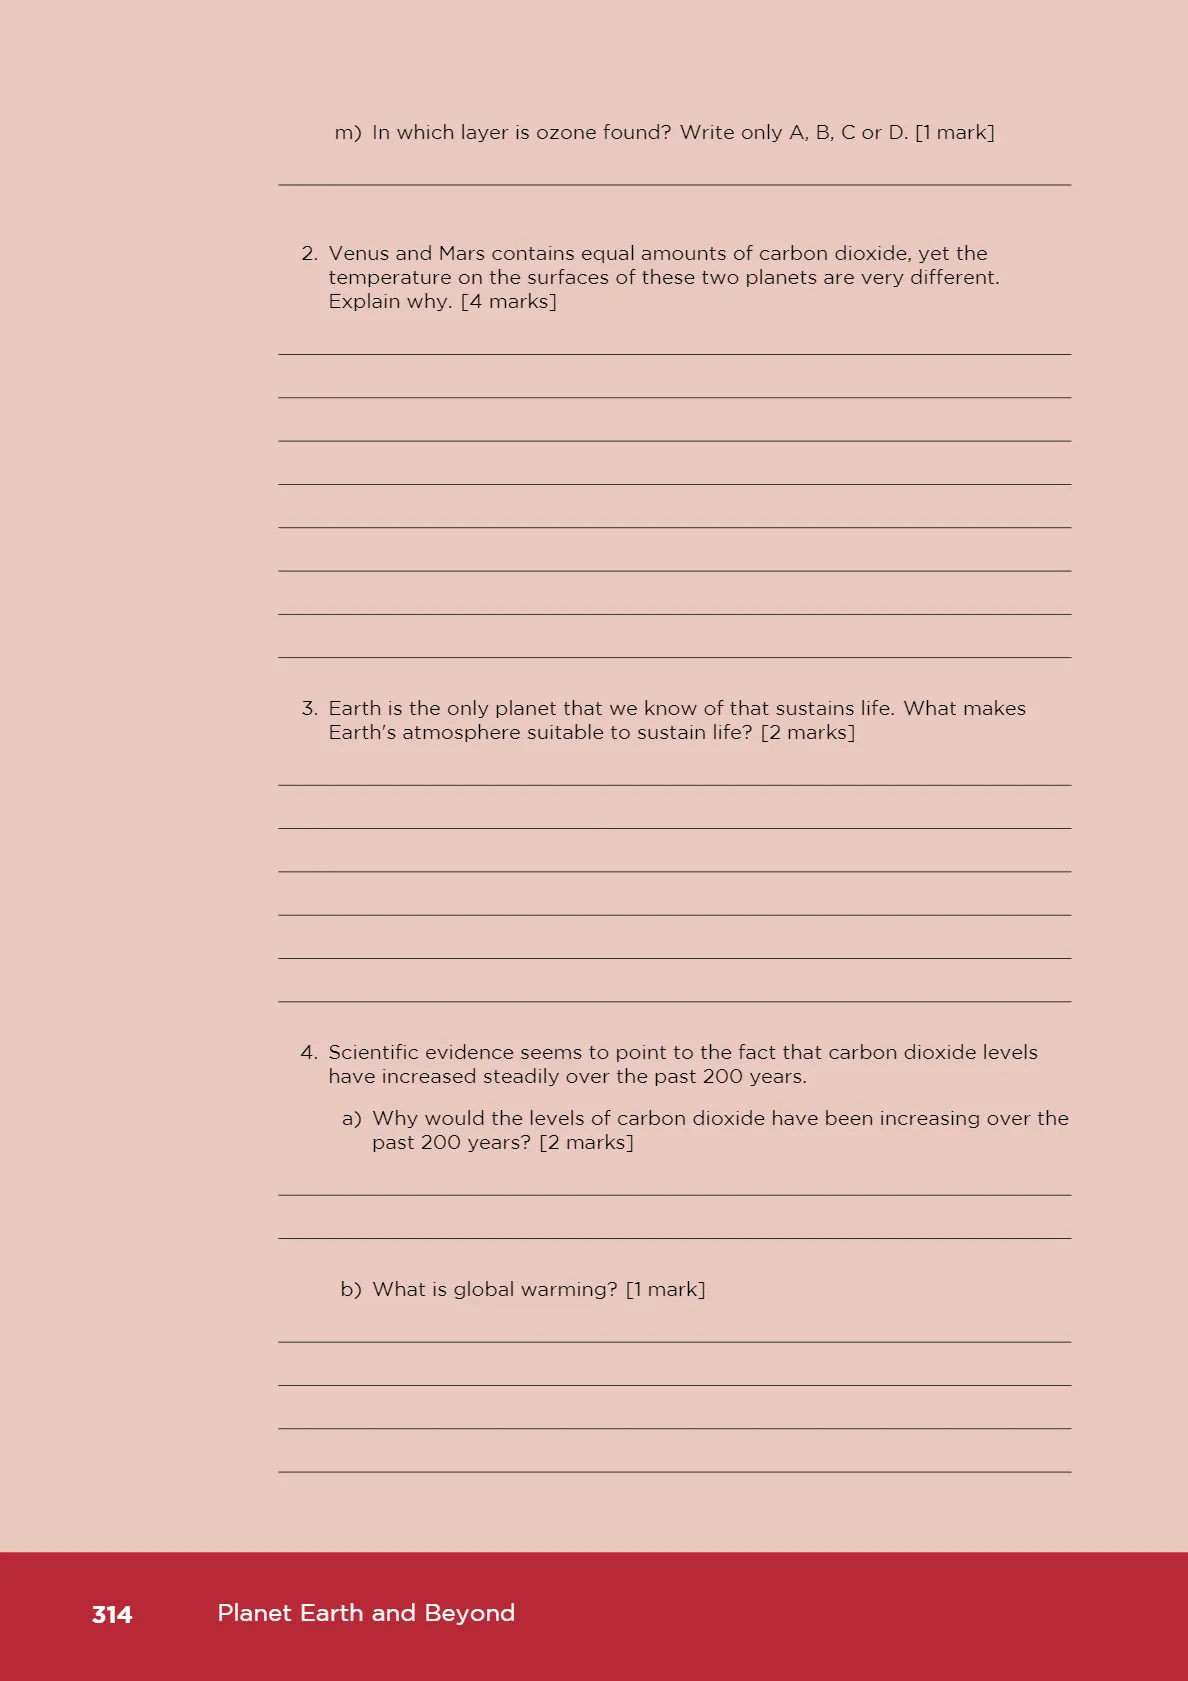 m) In which layer is ozone found? Write only A, B, C or D. [1 mark]
2. Venus and Mars contains equal amounts of carbon dioxide, yet the
temperature on the surfaces of these two planets are very different.
Explain why. [4 marks]
3. Earth is the only planet that we know of that sustains life. What makes
Earth's atmosphere suitable to sustain life? [2 marks]
4. Scientific evidence seems to point to the fact that carbon dioxide levels
have increased steadily over the past 200 years.
a) Why would the levels of carbon dioxide have been increasing over the
past 200 years? [2 marks]
b) What is global warming? [1 mark]
314 Planet Earth and Beyond